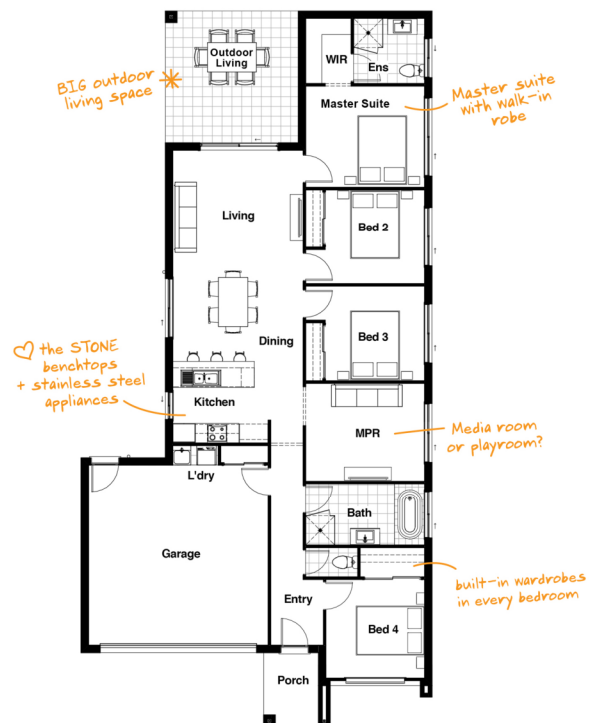 Outdoor
Living
WIR
Ens
BIG outdoor
living space
Master Suite
Master suite
with walk-in
robe
Living
Bed 2
Dining
Bed 3
♡ the STONE
benchtops
+ stainless steel
appliances
Kitchen
MPR
Media room
or playroom?
L'dry
Bath
Garage
built-in wardrobes
in every bedroom
Entry
Bed 4
Porch